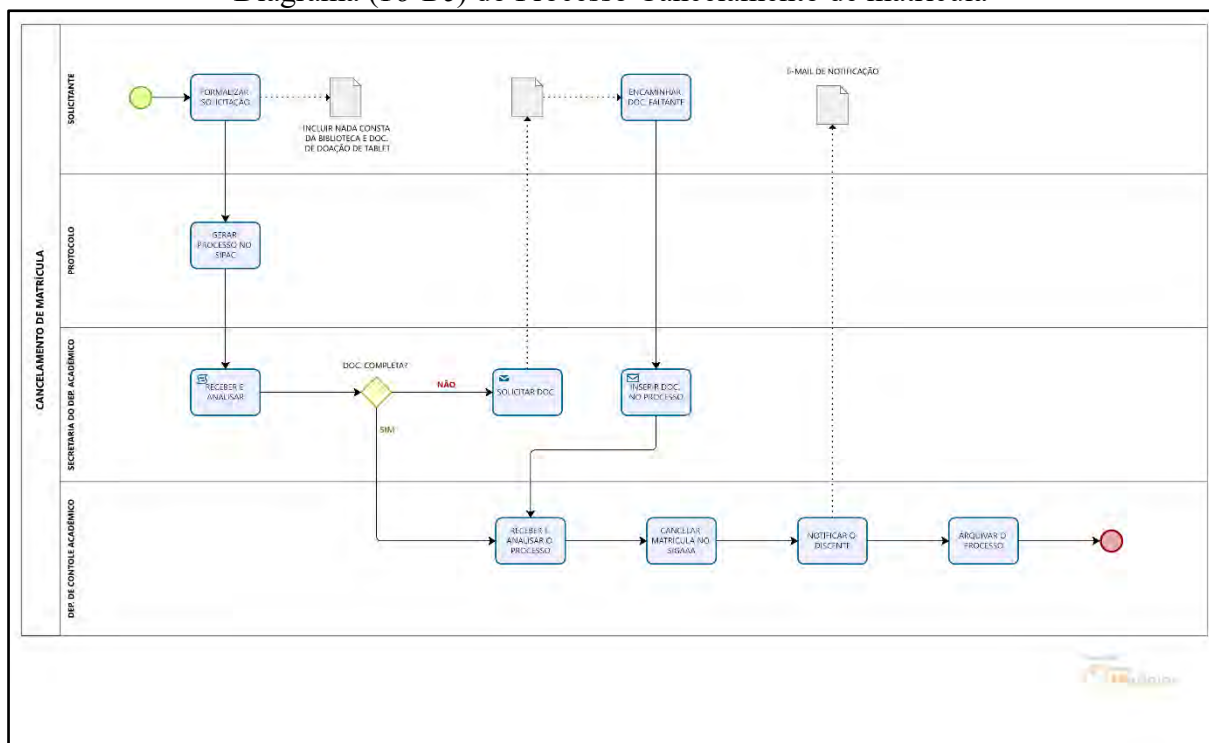 CANCELAMENTO DE MATRÍCULA
SOLICITANTE
FORMALIZAR
SOLICITAÇÃO
INCLUIR NADA CONSTA
DA BIBLIOTECA E DOC.
DE DOAÇÃO DE TABLET
ENCAMINHAR
DOC. FALTANTE
E-MAIL DE NOTIFICAÇÃO
PROTOCOLO
GERAR
PROCESSO NO
SIPAC
SECRETARIA DO DEP. ACADÊMICO
RECEBER E
ANALISAR
DOC. COMPLETA?
NÃO
SIM
SOLICITAR DOC
INSERIR DOC.
NO PROCESSO
DEP. DE CONTOLE ACADÊMICO
RECEBER E
ANALISAR O
PROCESSO
CANCELAR
MATRÍCULA NO
SIGAAA
NOTIFICAR O
DISCENTE
ARQUIVAR O
PROCESSO